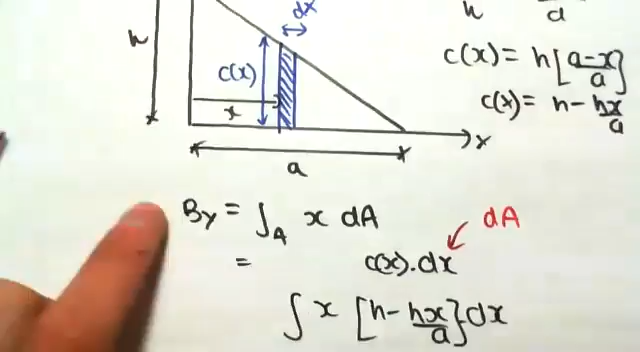 dx
h
c(x)
x
x
a
h a
c(x) = h[a-x/a]
c(x) = h - hx/a
By = ∫A x dA
dA
= c(x).dx
∫ x [h - hx/a] dx